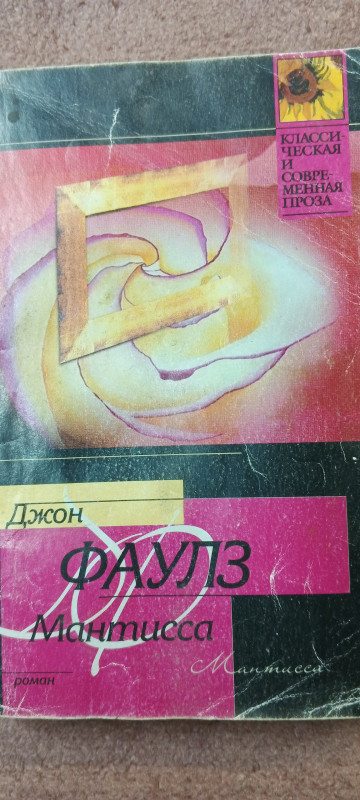 КЛАССИ-
ЧЕСКАЯ
И
СОВРЕ-
МЕННАЯ
ПРОЗА
Джон
ФАУЛЗ
Мантисса
Мантисса
роман